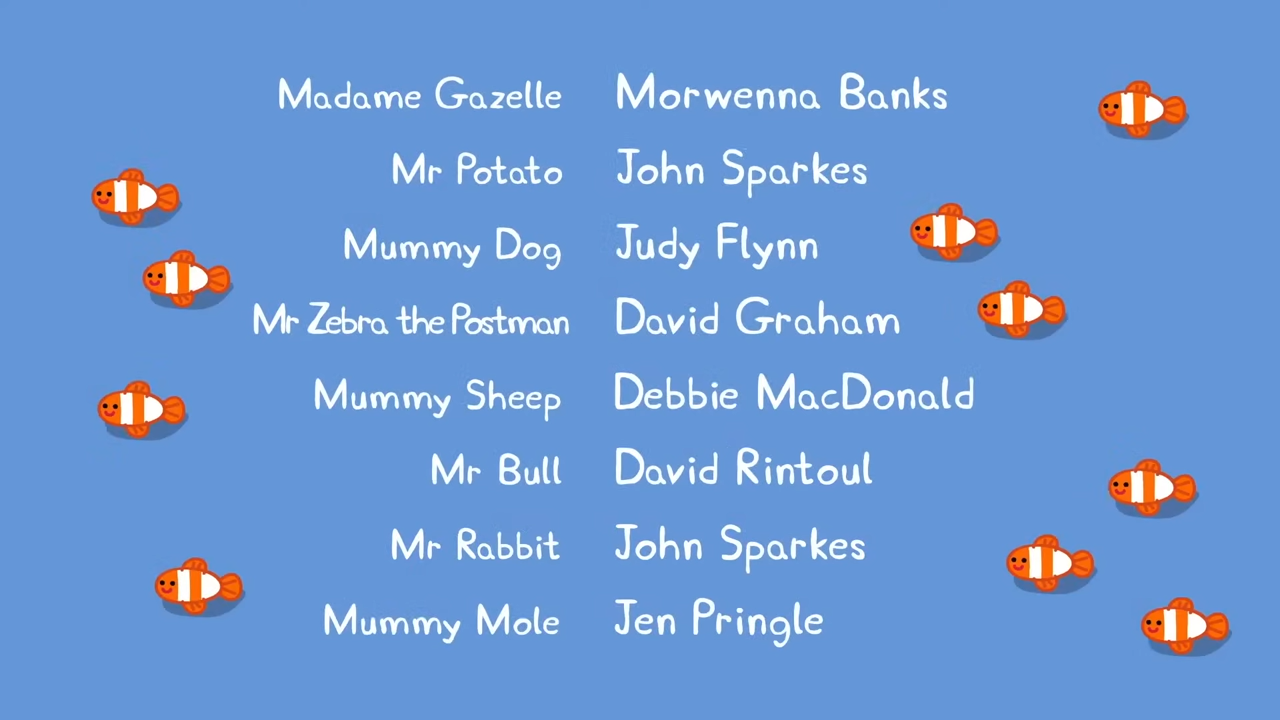 Madame Gazelle Morwenna Banks
Mr Potato John Sparkes
Mummy Dog Judy Flynn
Mr Zebra the Postman David Graham
Mummy Sheep Debbie MacDonald
Mr Bull David Rintoul
Mr Rabbit John Sparkes
Mummy Mole Jen Pringle